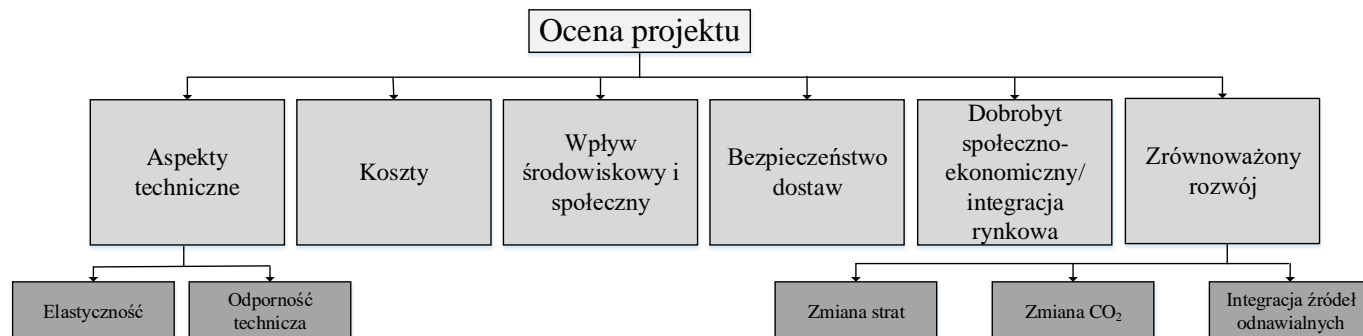 Ocena projektu
Aspekty
techniczne
Koszty
Wpływ
środowiskowy i
społeczny
Bezpieczeństwo
dostaw
Dobrobyt
społeczno-
ekonomiczny/
integracja
rynkowa
Zrównoważony
rozwój
Elastyczność
Odporność
technicza
Zmiana strat
Zmiana CO₂
Integracja źródeł
odnawialnych